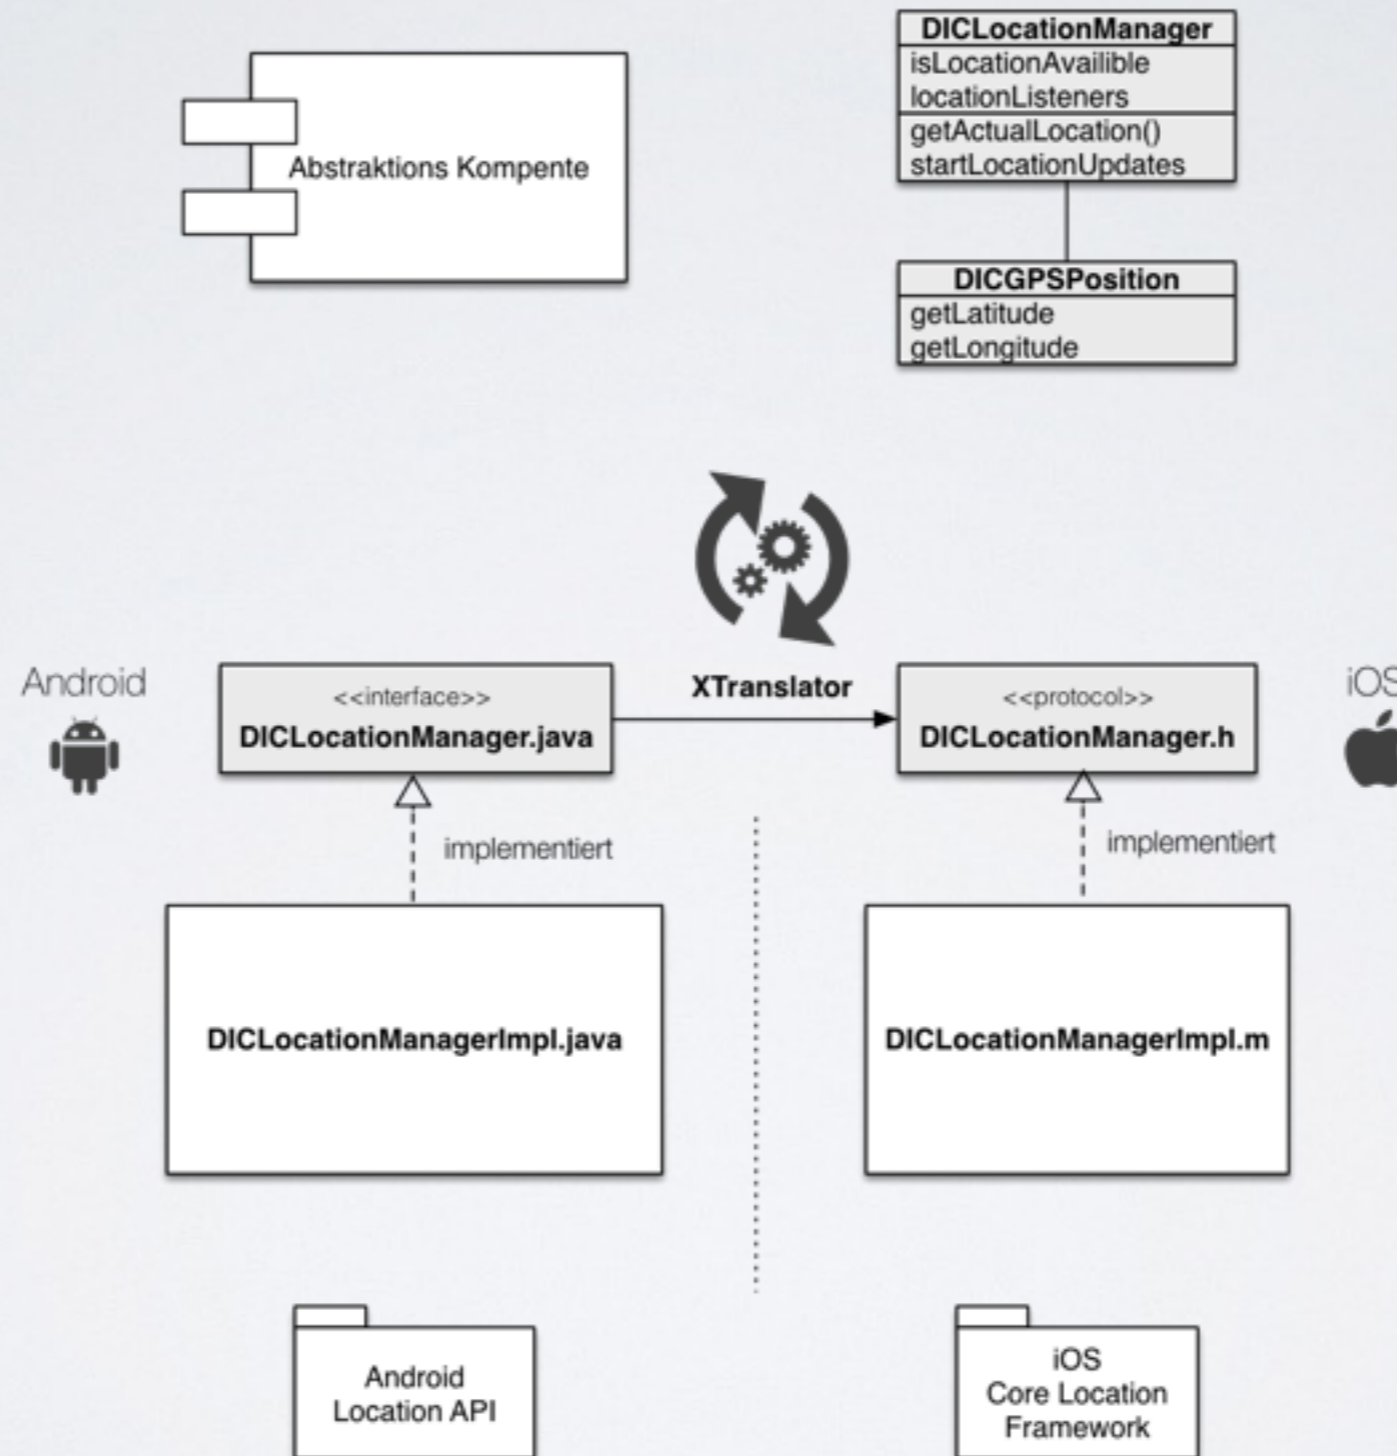 Abstraktions Kompente
DICLocationManager
isLocationAvailible
locationListeners
getActualLocation()
startLocationUpdates
DICGPSPosition
getLatitude
getLongitude
Android
<<interface>>
DICLocationManager.java
XTranslator
<<protocol>>
DICLocationManager.h
iOS
implementiert
implementiert
DICLocationManagerImpl.java
DICLocationManagerImpl.m
Android
Location API
iOS
Core Location
Framework